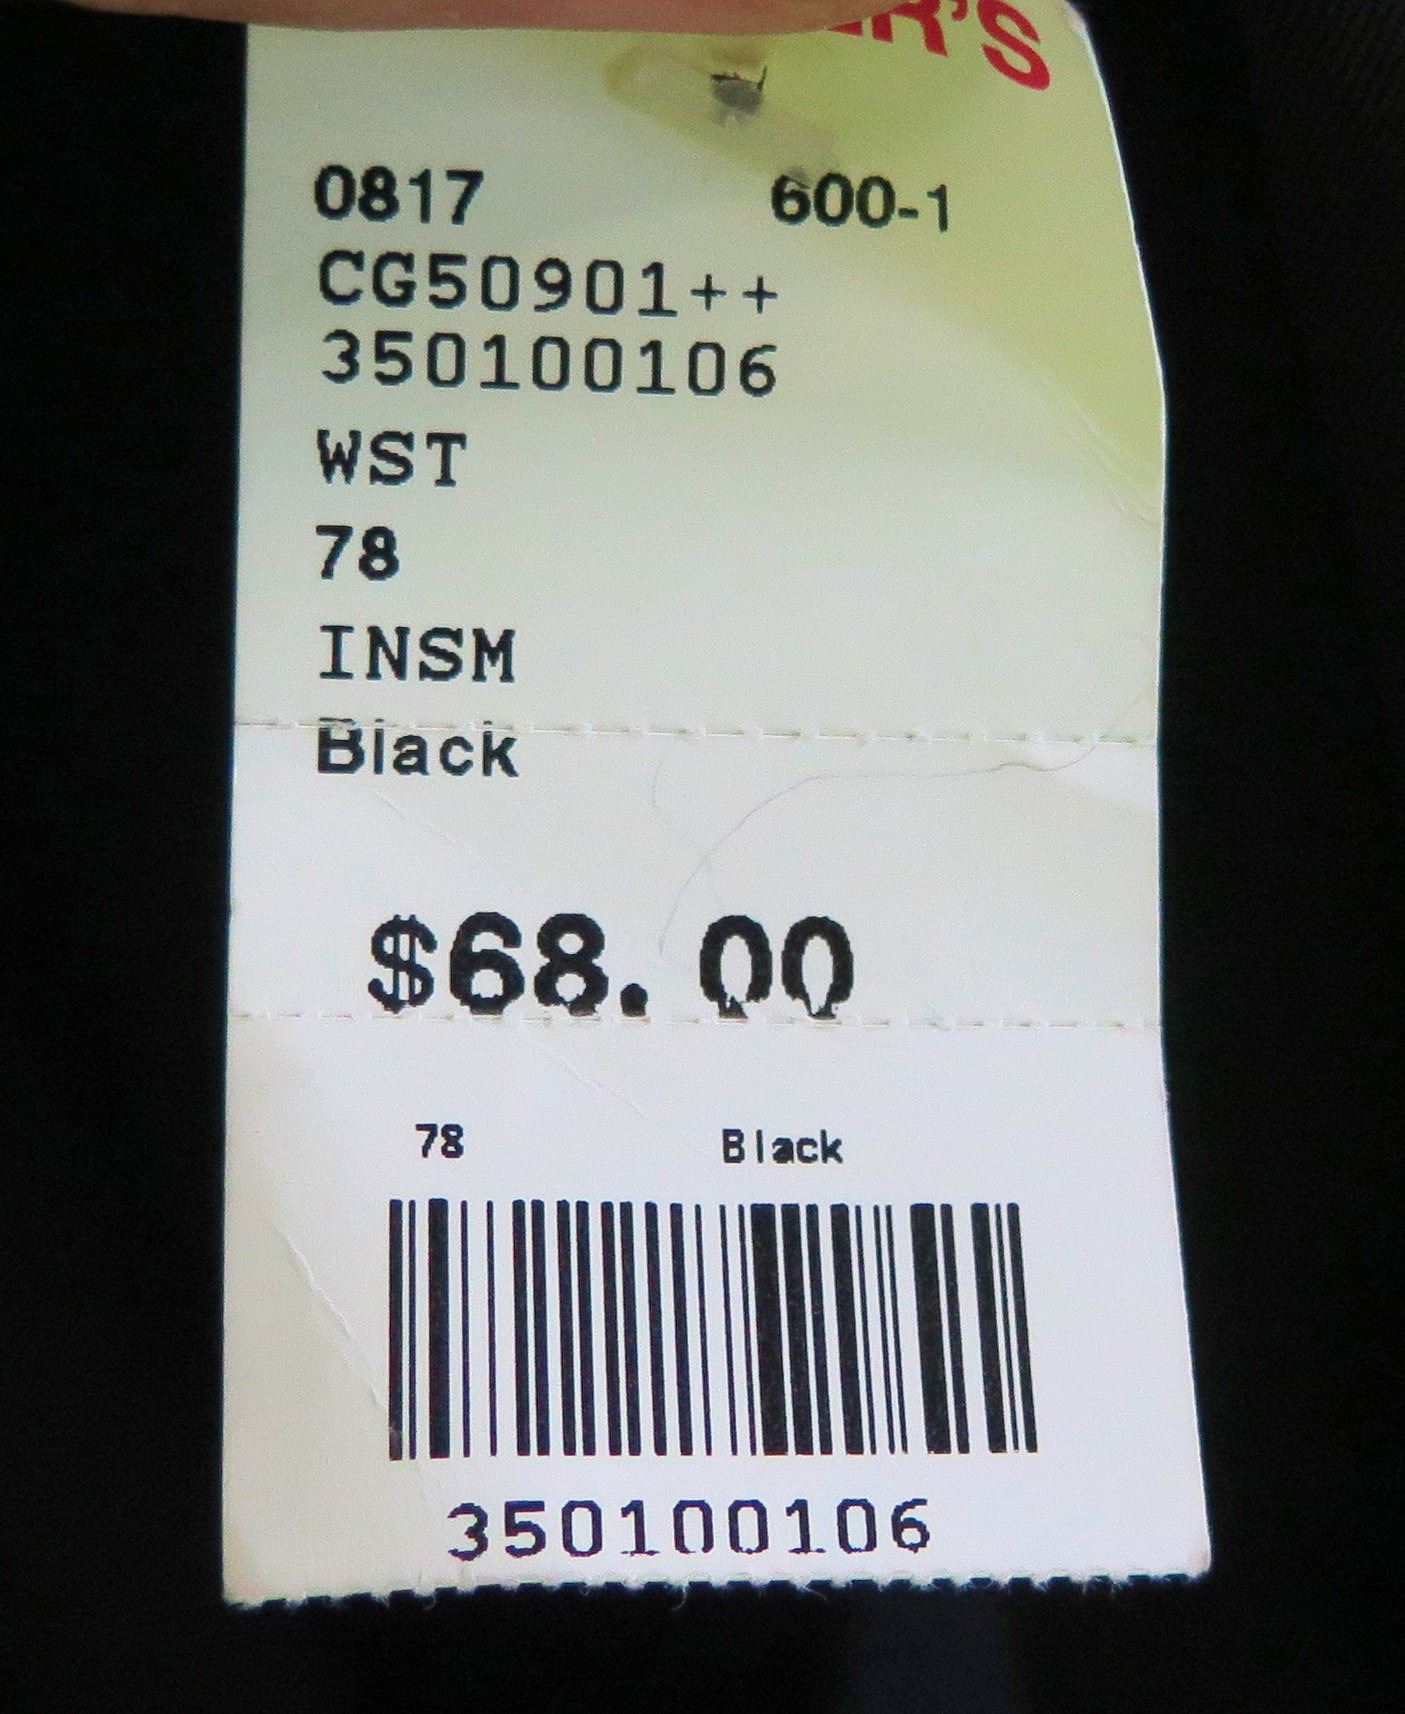 0817 600-1
CG50901++
350100106
WST
78
INSM
Black
$68.00
78 Black
350100106